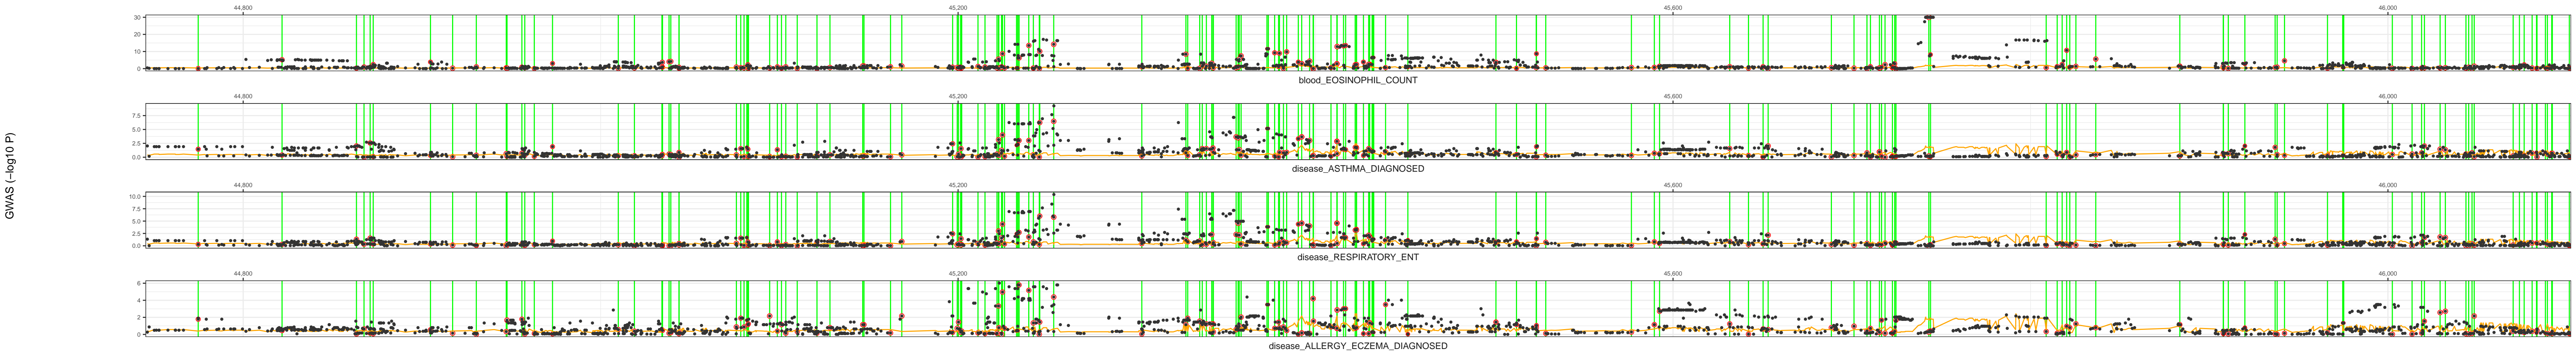 GWAS (−log10 P)
44,800 45,200 45,600 46,000
30
20
10
0
blood_EOSINOPHIL_COUNT
44,800 45,200 45,600 46,000
7.5
5.0
2.5
0.0
disease_ASTHMA_DIAGNOSED
44,800 45,200 45,600 46,000
10.0
7.5
5.0
2.5
0.0
disease_RESPIRATORY_ENT
44,800 45,200 45,600 46,000
6
4
2
0
disease_ALLERGY_ECZEMA_DIAGNOSED